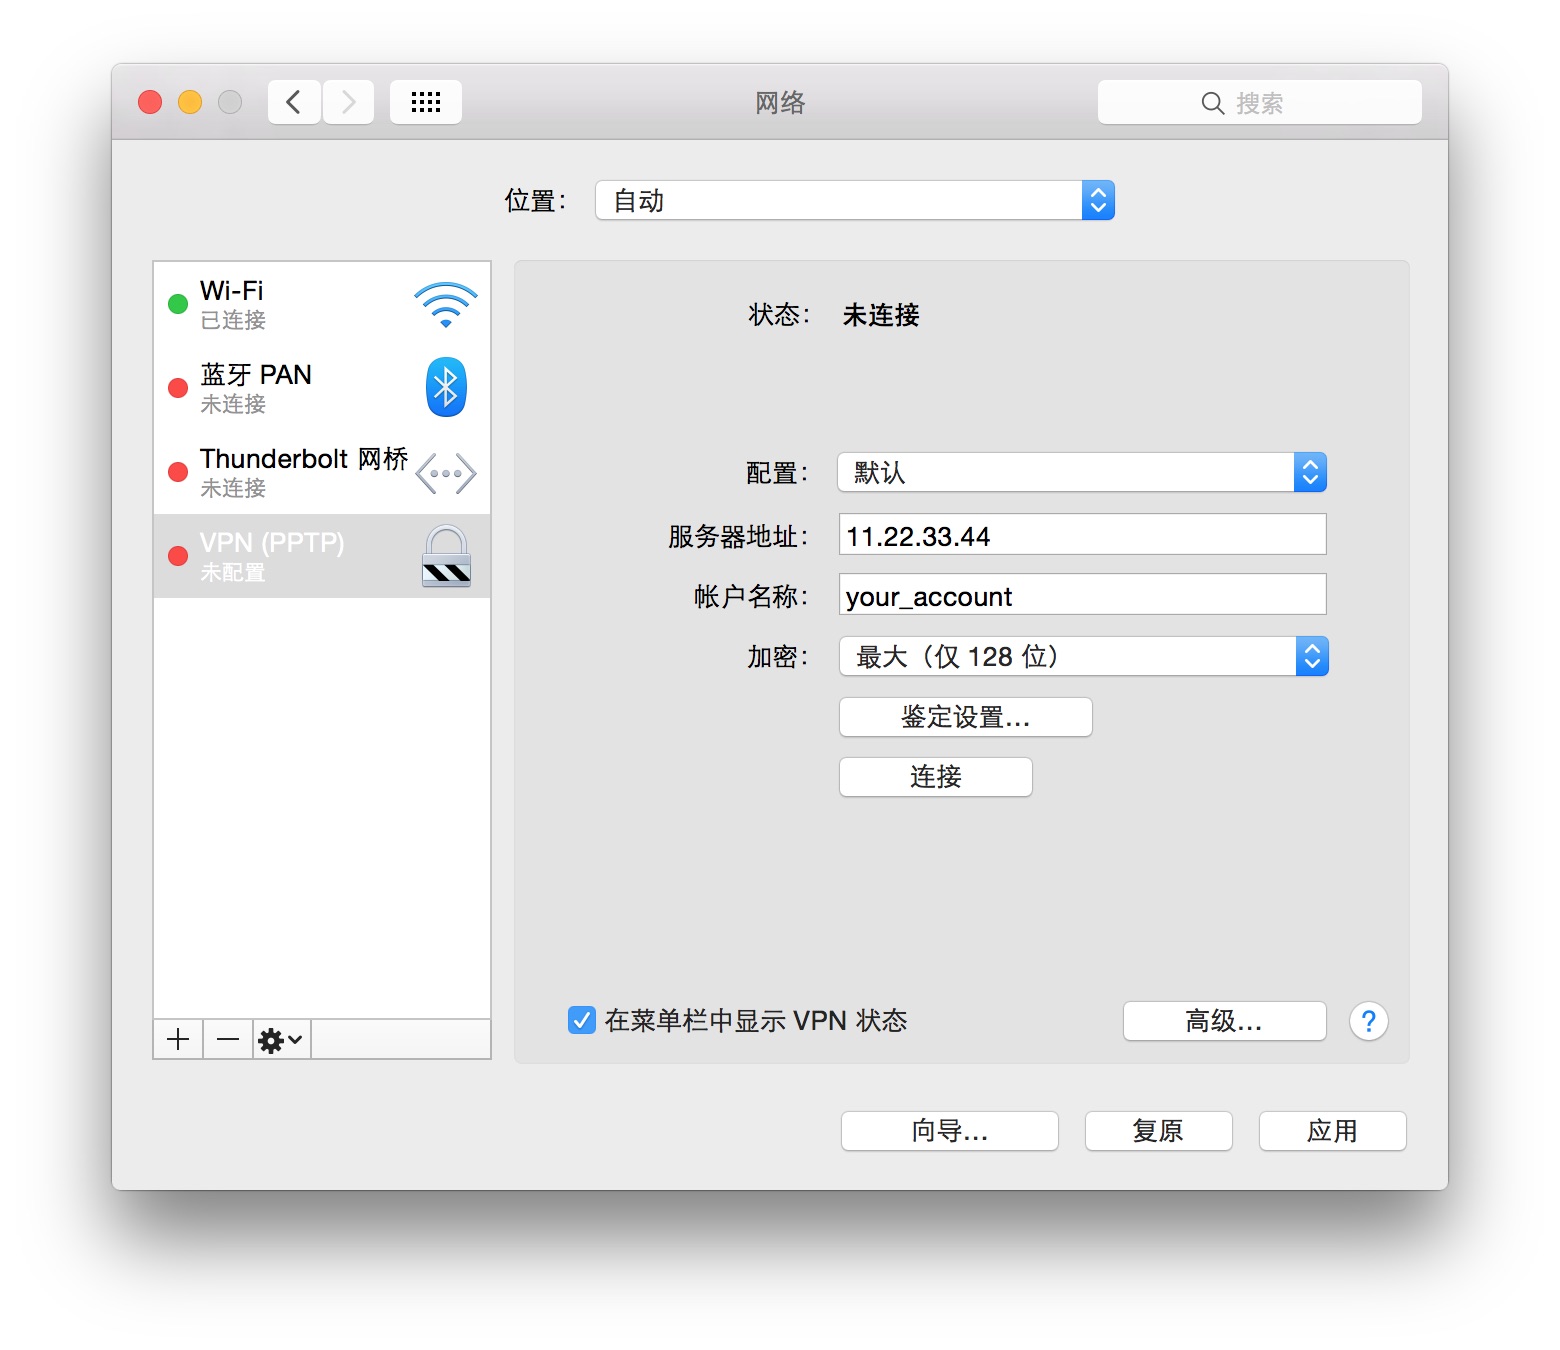 网络
搜索
位置：
自动
Wi-Fi
已连接
蓝牙 PAN
未连接
Thunderbolt 网桥
未连接
VPN (PPTP)
未配置
状态： 未连接
配置： 默认
服务器地址： 11.22.33.44
帐户名称： your_account
加密： 最大（仅 128 位）
鉴定设置...
连接
在菜单栏中显示 VPN 状态
高级...
?
向导...
复原
应用